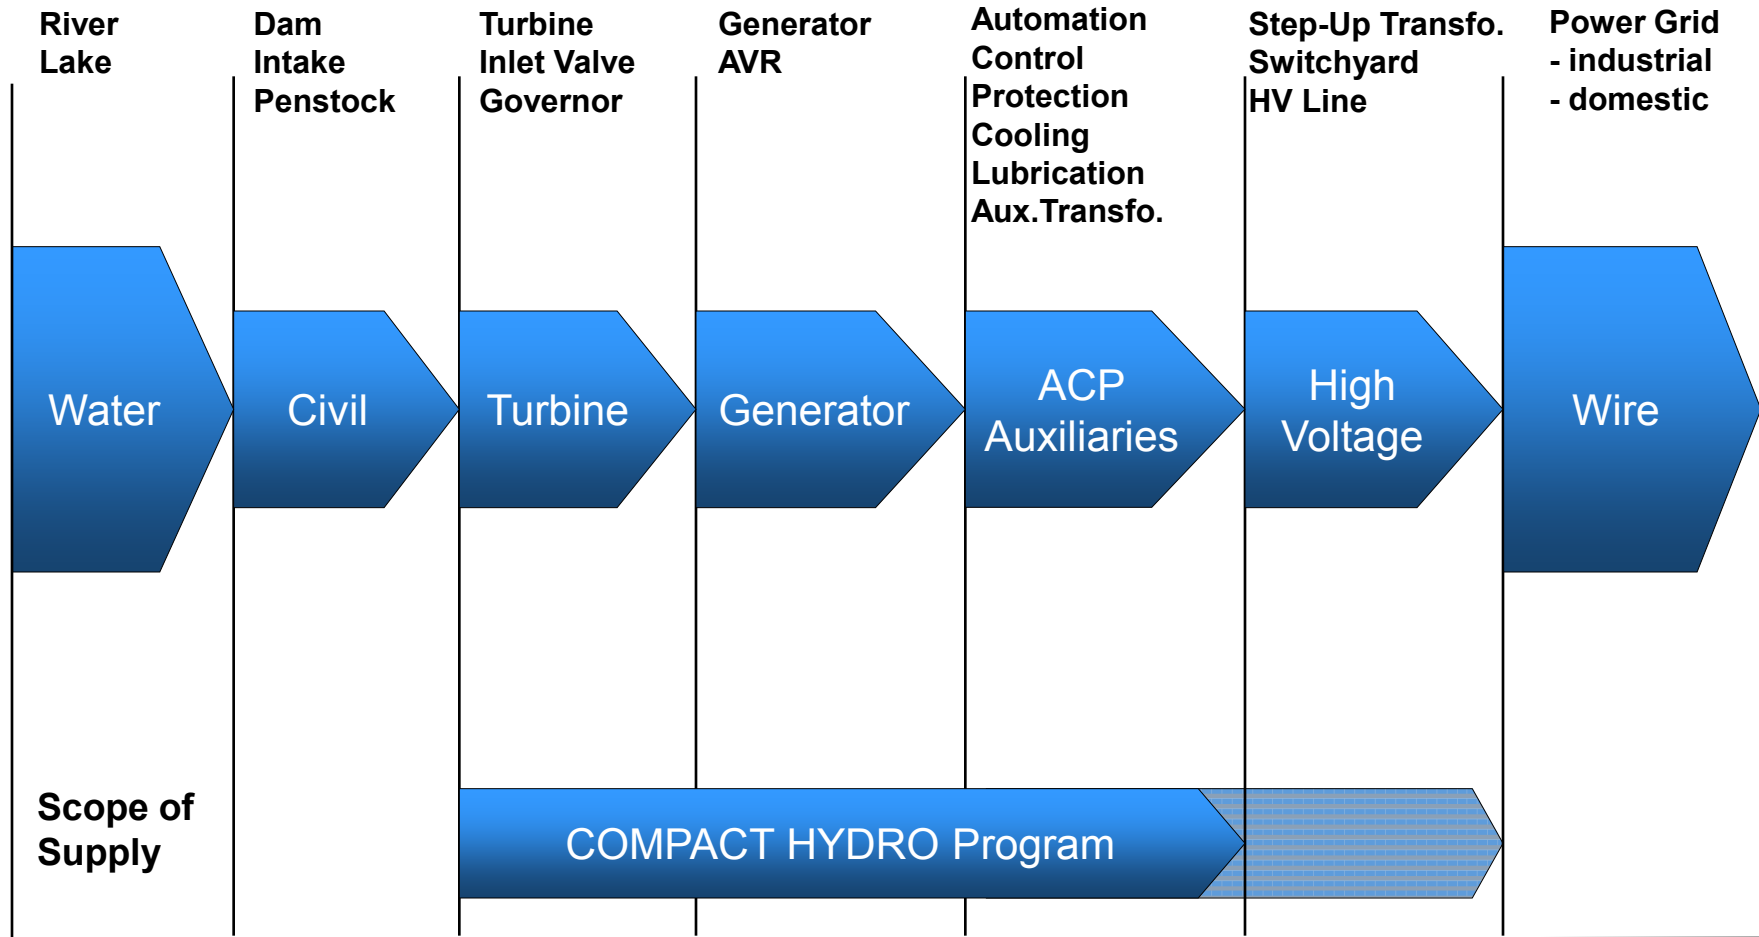 River
Lake
Dam
Intake
Penstock
Turbine
Inlet Valve
Governor
Generator
AVR
Automation
Control
Protection
Cooling
Lubrication
Aux.Transfo.
Step-Up Transfo.
Switchyard
HV Line
Power Grid
- industrial
- domestic
Water
Civil
Turbine
Generator
ACP
Auxiliaries
High
Voltage
Wire
Scope of
Supply
COMPACT HYDRO Program